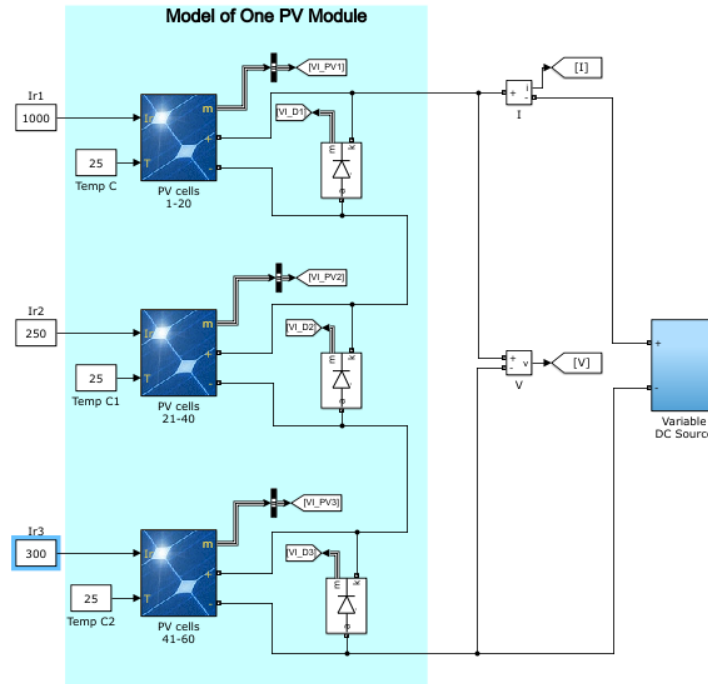 Model of One PV Module
[VI_PV1]
[I]
Ir1
1000
Ir
m
+
i
+
-
I
[VI_D1]
m
k
25
T
+
-
a
Temp C
PV cells
1-20
[VI_PV2]
Ir2
250
Ir
m
+
[VI_D2]
m
k
+
-
v
[V]
V
25
T
-
a
Temp C1
PV cells
21-40
+
-
Variable
DC Source
[VI_PV3]
Ir3
300
Ir
m
+
[VI_D3]
m
k
25
T
-
a
Temp C2
PV cells
41-60